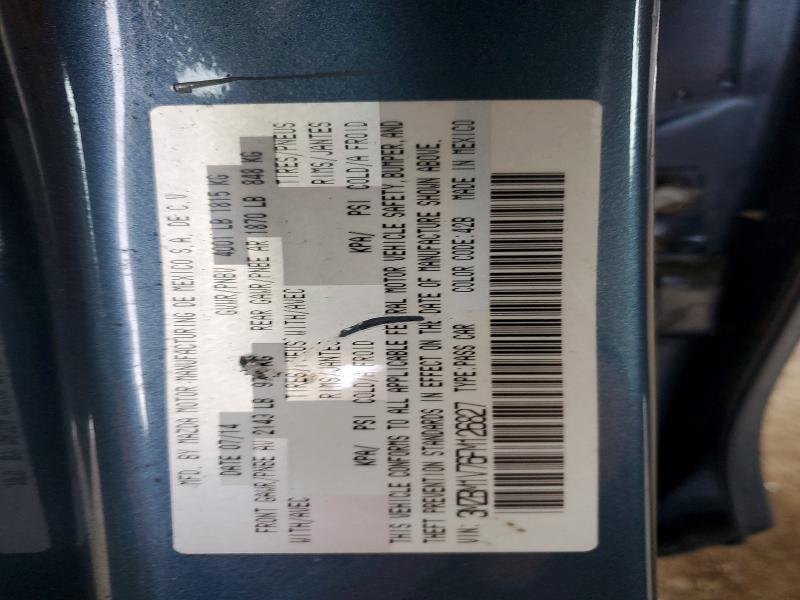 MFD. BY MAZDA MOTOR MANUFACTURING DE MEXICO S.A. DE C.V.
DATE 07/14 GVWR/PNBV 4001 LB 1815 KG
FRONT GAWR/PNBE AV 2143 LB KG REAR GAWR/PNBE AR 1870 LB 848 KG
WITH/AVEC TIRES/PNEUS WITH/AVEC TIRES/PNEUS
RIMS/JANTES RIMS/JANTES
KPA/ PSI COLD/A FROID KPA/ PSI COLD/A FROID
THIS VEHICLE CONFORMS TO ALL APPLICABLE FEDERAL MOTOR VEHICLE SAFETY, BUMPER, AND
THEFT PREVENTION STANDARDS IN EFFECT ON THE DATE OF MANUFACTURE SHOWN ABOVE.
VIN: 3MZBM1V76FM126827 TYPE:PASS CAR COLOR CODE:42B MADE IN MEXICO